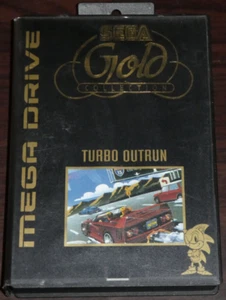 MEGA DRIVE
SEGA
Gold
COLLECTION
TURBO OUTRUN